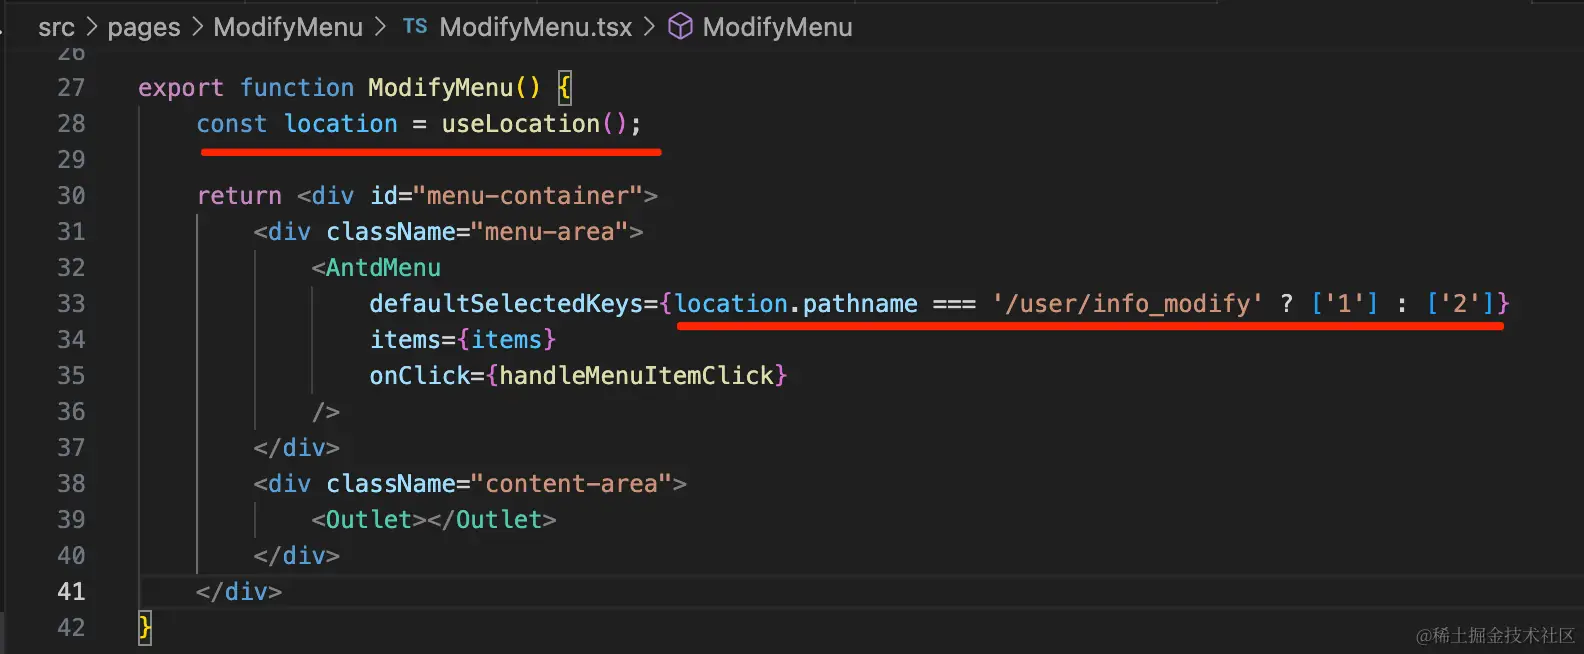 src > pages > ModifyMenu > TS ModifyMenu.tsx > ModifyMenu
26
27 export function ModifyMenu() {
28     const location = useLocation();
29
30     return <div id="menu-container">
31         <div className="menu-area">
32             <AntdMenu
33                 defaultSelectedKeys={location.pathname === '/user/info_modify' ? ['1'] : ['2']}
34                 items={items}
35                 onClick={handleMenuItemClick}
36             />
37         </div>
38         <div className="content-area">
39             <Outlet></Outlet>
40         </div>
41     </div>
42 }
@稀土掘金技术社区